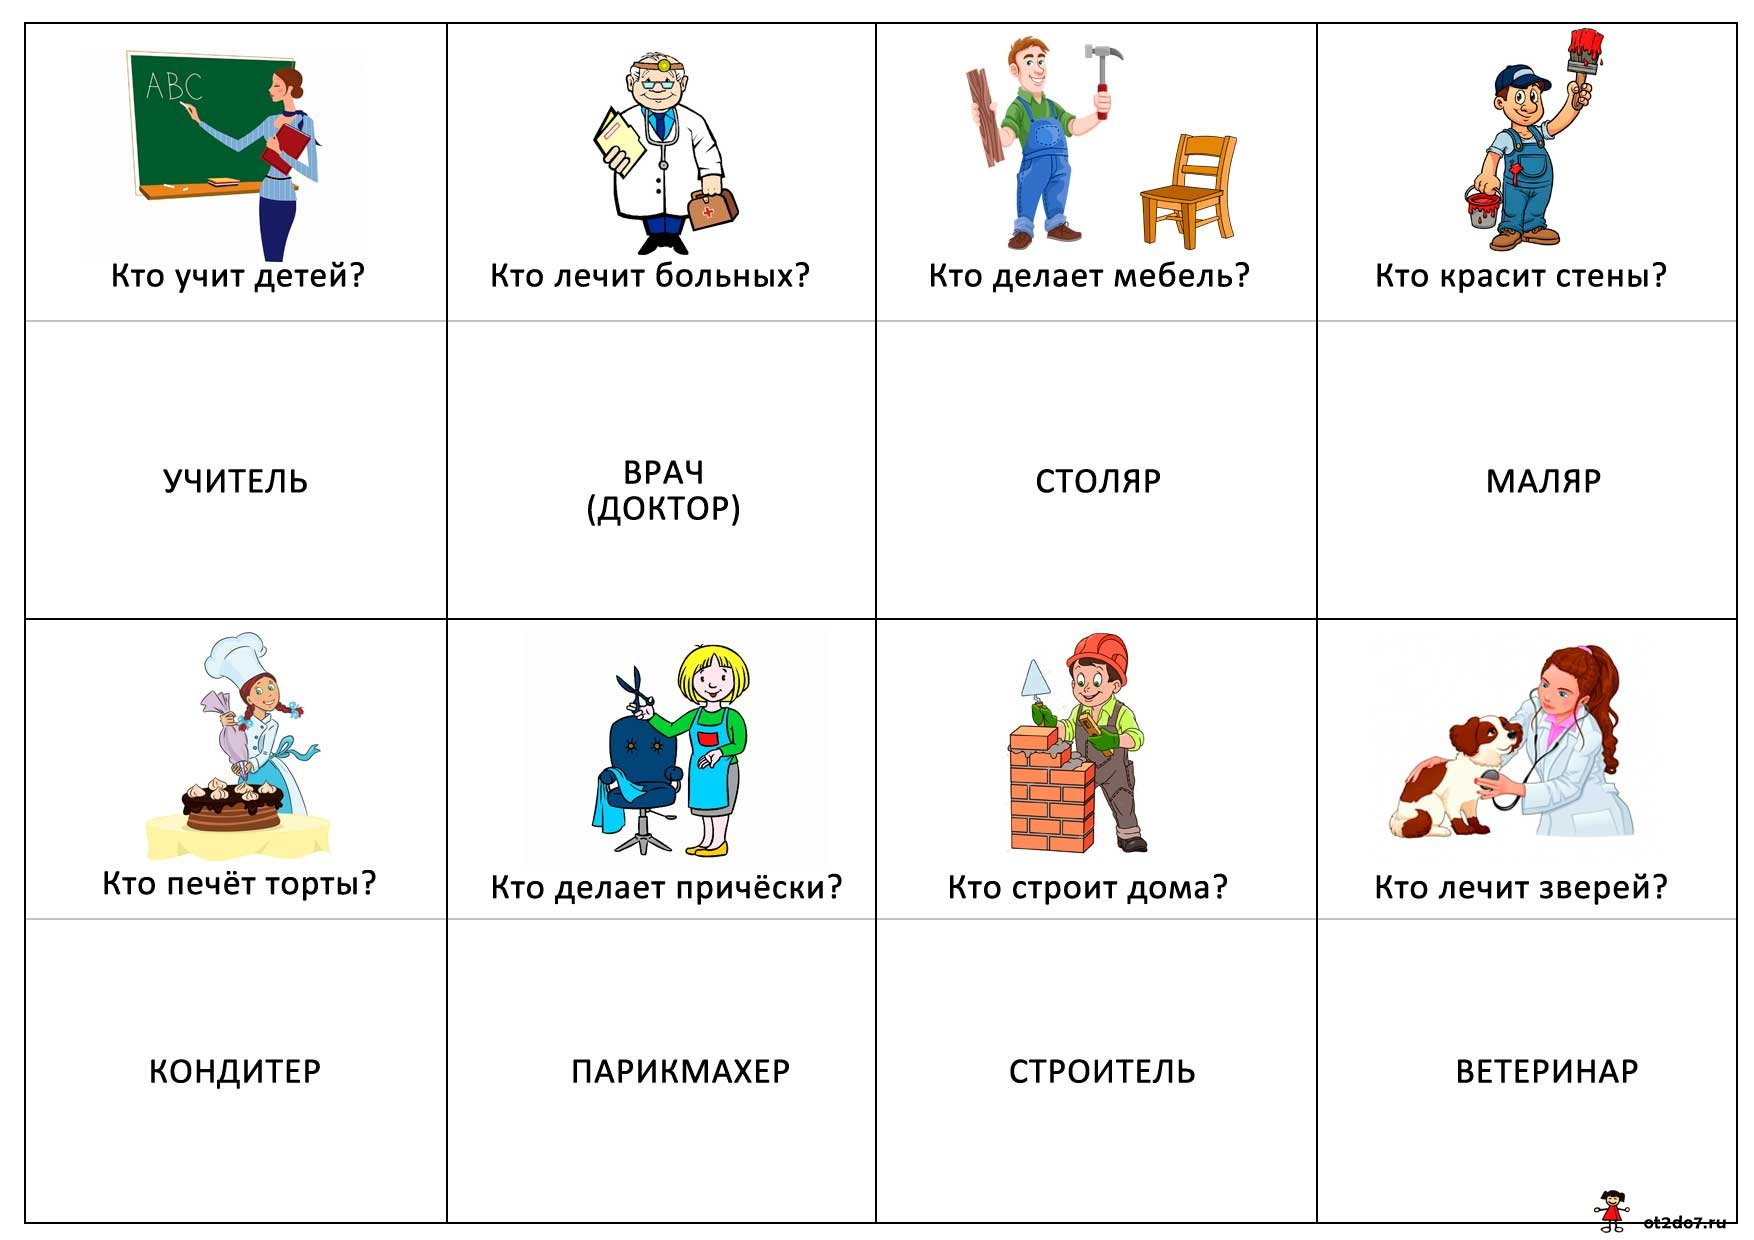 ABC
Кто учит детей?
Кто лечит больных?
Кто делает мебель?
Кто красит стены?
УЧИТЕЛЬ
ВРАЧ
(ДОКТОР)
СТОЛЯР
МАЛЯР
Кто печёт торты?
Кто делает причёски?
Кто строит дома?
Кто лечит зверей?
КОНДИТЕР
ПАРИКМАХЕР
СТРОИТЕЛЬ
ВЕТЕРИНАР
ot2do7.ru